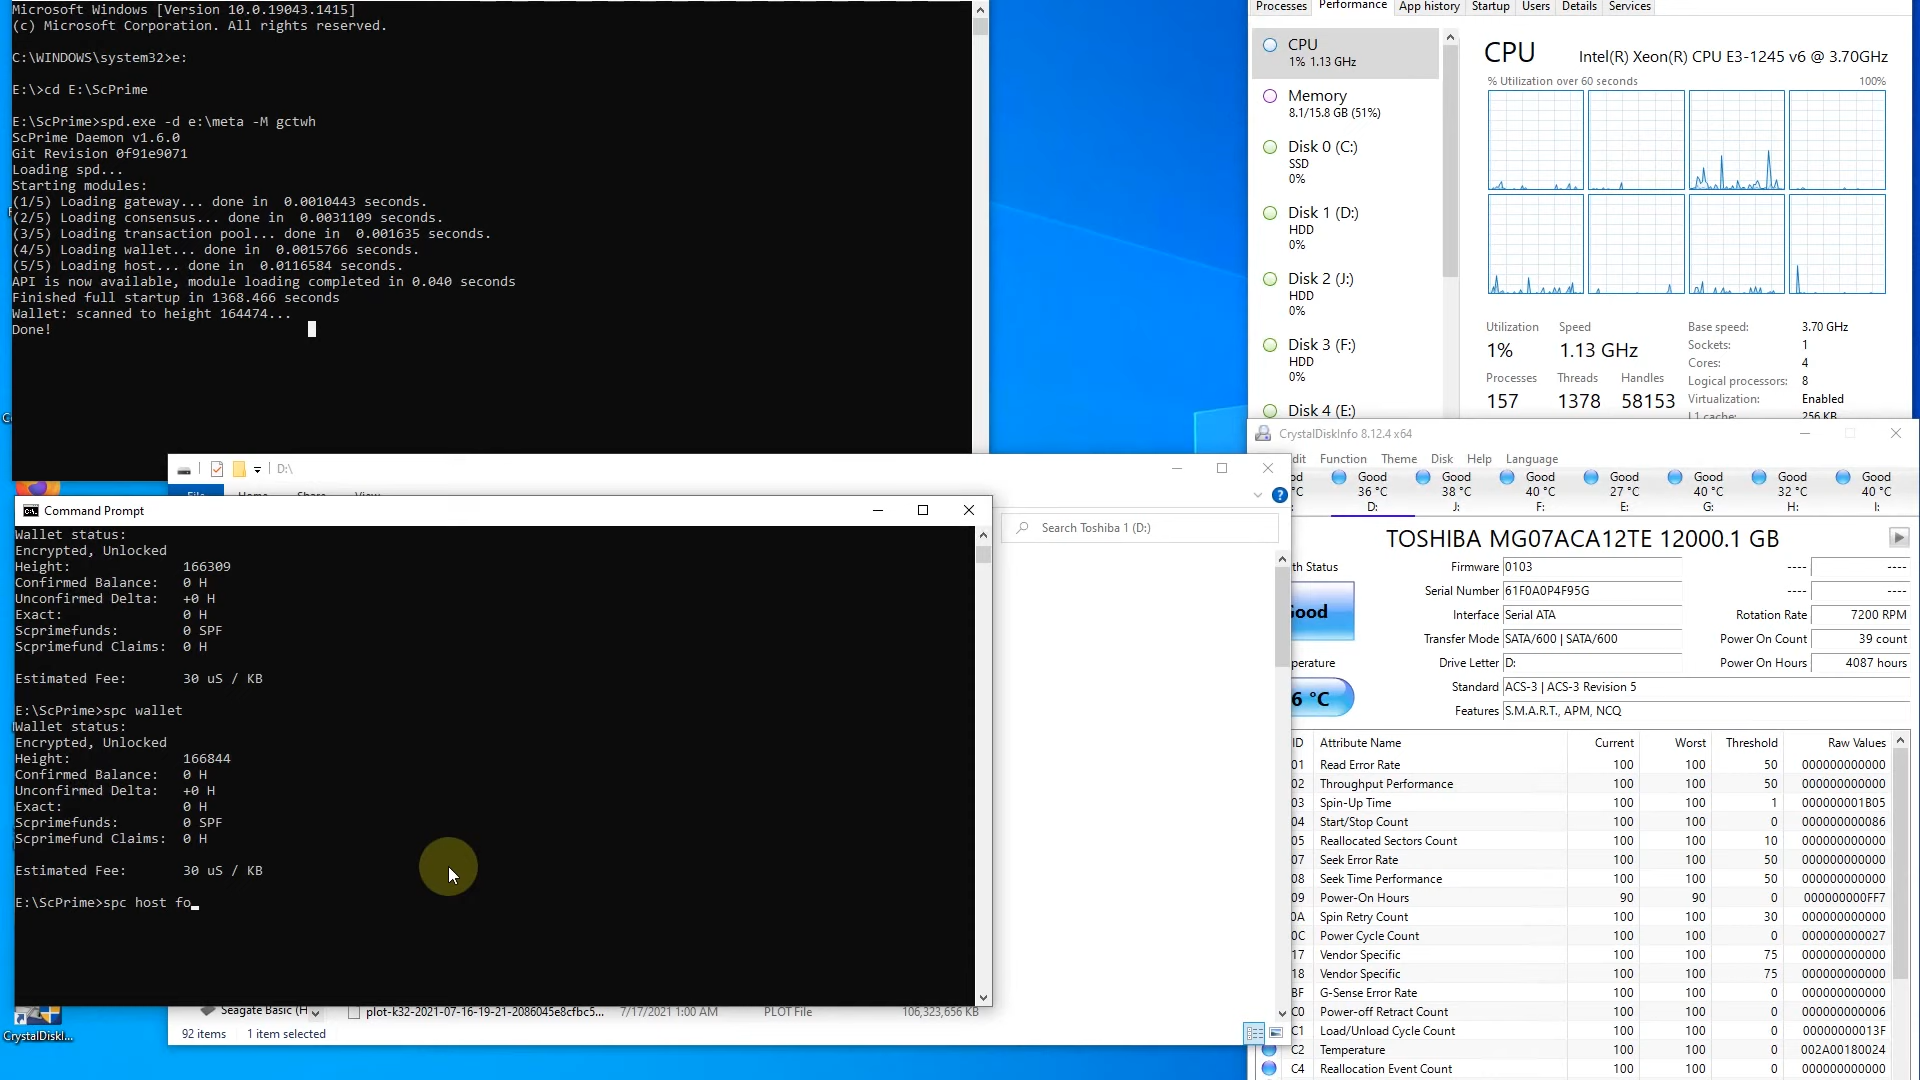 Microsoft Windows [Version 10.0.19043.1415]
(c) Microsoft Corporation. All rights reserved.
C:\WINDOWS\system32>e:
E:\>cd E:\ScPrime
E:\ScPrime>spd.exe -d e:\meta -M gctwh
ScPrime Daemon v1.6.0
Git Revision 0f91e9071
Loading spd...
Starting modules:
(1/5) Loading gateway... done in  0.0010443 seconds.
(2/5) Loading consensus... done in  0.0031109 seconds.
(3/5) Loading transaction pool... done in  0.001635 seconds.
(4/5) Loading wallet... done in  0.0015766 seconds.
(5/5) Loading host... done in  0.0116584 seconds.
API is now available, module loading completed in 0.040 seconds
Finished full startup in 1368.466 seconds
Wallet: scanned to height 164474...
Done!
Processes Performance App history Startup Users Details Services
CPU
1% 1.13 GHz
Memory
8.1/15.8 GB (51%)
Disk 0 (C:)
SSD
0%
Disk 1 (D:)
HDD
0%
Disk 2 (J:)
HDD
0%
Disk 3 (F:)
HDD
0%
Disk 4 (E:)
CPU Intel(R) Xeon(R) CPU E3-1245 v6 @ 3.70GHz
% Utilization over 60 seconds 100%
Utilization Speed
1% 1.13 GHz
Processes Threads Handles
157 1378 58153
Base speed: 3.70 GHz
Sockets: 1
Cores: 4
Logical processors: 8
Virtualization: Enabled
L1 cache: 256 KB
D:\
File Home Share View
Search Toshiba 1 (D:)
Command Prompt
Wallet status:
Encrypted, Unlocked
Height: 166309
Confirmed Balance: 0 H
Unconfirmed Delta: +0 H
Exact: 0 H
Scprimefunds: 0 SPF
Scprimefund Claims: 0 H
Estimated Fee: 30 uS / KB
E:\ScPrime>spc wallet
Wallet status:
Encrypted, Unlocked
Height: 166844
Confirmed Balance: 0 H
Unconfirmed Delta: +0 H
Exact: 0 H
Scprimefunds: 0 SPF
Scprimefund Claims: 0 H
Estimated Fee: 30 uS / KB
E:\ScPrime>spc host fo_
Seagate Basic (H plot-k32-2021-07-16-19-21-2086045e8cfbc5... 7/17/2021 1:00 AM PLOT File 106,323,656 KB
92 items 1 item selected
CrystalDiskI...
CrystalDiskInfo 8.12.4 x64
dit Function Theme Disk Help Language
Good Good Good Good Good Good Good
36 °C 38 °C 40 °C 27 °C 40 °C 32 °C 40 °C
D: J: F: E: G: H: I:
TOSHIBA MG07ACA12TE 12000.1 GB
th Status
ood
perature
6 °C
Firmware 0103 ---- ----
Serial Number 61F0A0P4F95G ---- ----
Interface Serial ATA Rotation Rate 7200 RPM
Transfer Mode SATA/600 | SATA/600 Power On Count 39 count
Drive Letter D: Power On Hours 4087 hours
Standard ACS-3 | ACS-3 Revision 5
Features S.M.A.R.T., APM, NCQ
ID Attribute Name Current Worst Threshold Raw Values
01 Read Error Rate 100 100 50 000000000000
02 Throughput Performance 100 100 50 000000000000
03 Spin-Up Time 100 100 1 000000001B05
04 Start/Stop Count 100 100 0 000000000086
05 Reallocated Sectors Count 100 100 10 000000000000
07 Seek Error Rate 100 100 50 000000000000
08 Seek Time Performance 100 100 50 000000000000
09 Power-On Hours 90 90 0 000000000FF7
0A Spin Retry Count 100 100 30 000000000000
0C Power Cycle Count 100 100 0 000000000027
17 Vendor Specific 100 100 75 000000000000
18 Vendor Specific 100 100 75 000000000000
BF G-Sense Error Rate 100 100 0 000000000000
C0 Power-off Retract Count 100 100 0 000000000006
C1 Load/Unload Cycle Count 100 100 0 00000000013F
C2 Temperature 100 100 0 002A00180024
C4 Reallocation Event Count 100 100 0 000000000000